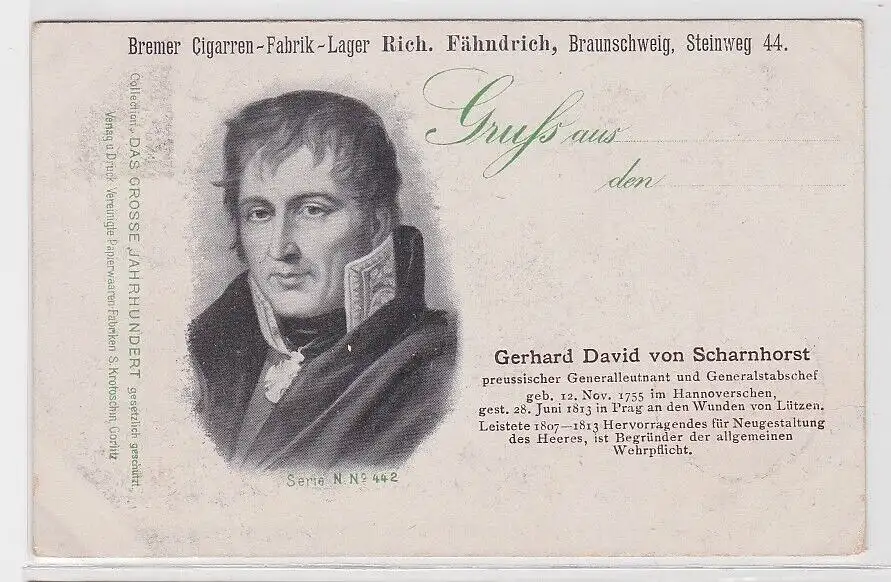 Bremer Cigarren-Fabrik-Lager Rich. Fähndrich, Braunschweig, Steinweg 44.
Gruss aus
den
Collection „DAS GROSSE JAHRHUNDERT“ gesetzlich geschützt.
Verlag u. Druck Vereinigte Papierwaaren-Fabriken S. Krotoschin, Görlitz
Serie N. No 442
Gerhard David von Scharnhorst
preussischer Generalleutnant und Generalstabschef
geb. 12. Nov. 1755 im Hannoverschen,
gest. 28. Juni 1813 in Prag an den Wunden von Lützen.
Leistete 1807—1813 Hervorragendes für Neugestaltung
des Heeres, ist Begründer der allgemeinen
Wehrpflicht.